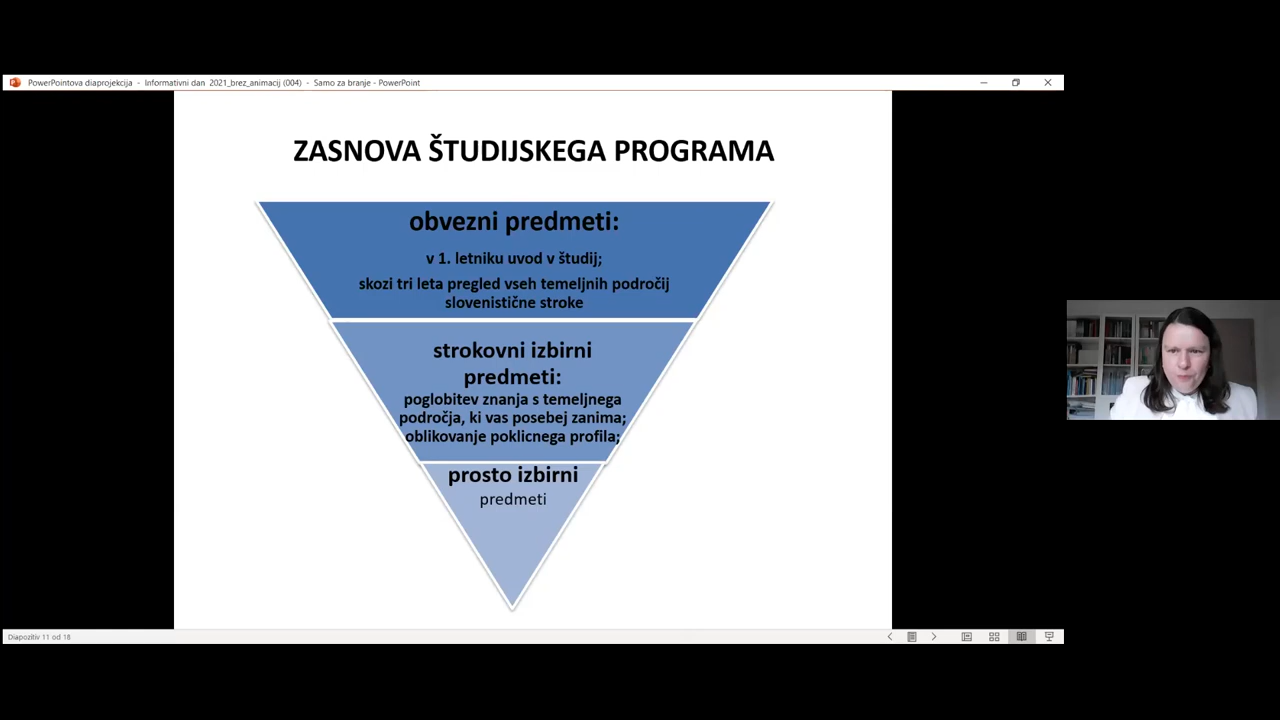 PowerPointova diaprojekcija - Informativni dan 2021_brez_animacij (004) - Samo za branje - PowerPoint
ZASNOVA ŠTUDIJSKEGA PROGRAMA
obvezni predmeti:
v 1. letniku uvod v študij;
skozi tri leta pregled vseh temeljnih področij
slovenistične stroke
strokovni izbirni
predmeti:
poglobitev znanja s temeljnega
področja, ki vas posebej zanima;
oblikovanje poklicnega profila;
prosto izbirni
predmeti
Diapozitiv 11 od 18